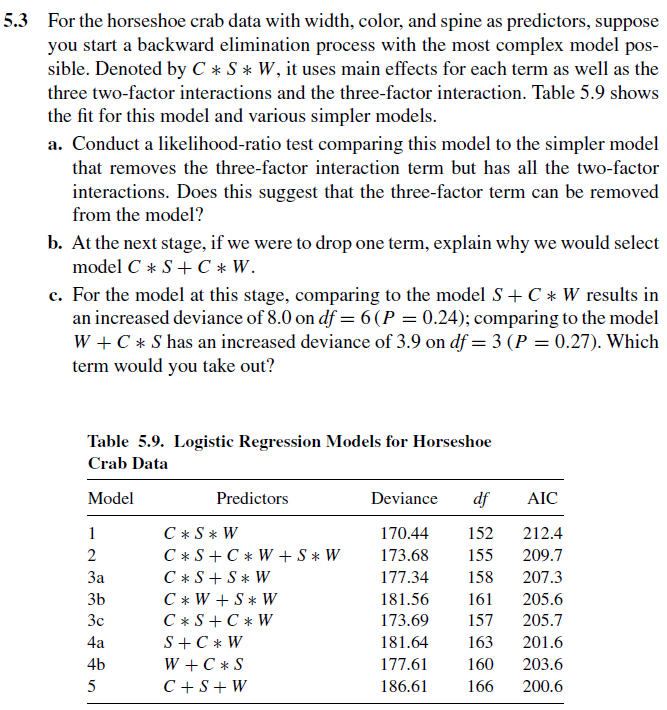 5.3 For the horseshoe crab data with width, color, and spine as predictors, suppose
you start a backward elimination process with the most complex model pos-
sible. Denoted by C ∗ S ∗ W, it uses main effects for each term as well as the
three two-factor interactions and the three-factor interaction. Table 5.9 shows
the fit for this model and various simpler models.
a. Conduct a likelihood-ratio test comparing this model to the simpler model
that removes the three-factor interaction term but has all the two-factor
interactions. Does this suggest that the three-factor term can be removed
from the model?
b. At the next stage, if we were to drop one term, explain why we would select
model C ∗ S + C ∗ W.
c. For the model at this stage, comparing to the model S + C ∗ W results in
an increased deviance of 8.0 on df = 6 (P = 0.24); comparing to the model
W + C ∗ S has an increased deviance of 3.9 on df = 3 (P = 0.27). Which
term would you take out?
Table 5.9. Logistic Regression Models for Horseshoe
Crab Data
Model Predictors Deviance df AIC
1 C ∗ S ∗ W 170.44 152 212.4
2 C ∗ S + C ∗ W + S ∗ W 173.68 155 209.7
3a C ∗ S + S ∗ W 177.34 158 207.3
3b C ∗ W + S ∗ W 181.56 161 205.6
3c C ∗ S + C ∗ W 173.69 157 205.7
4a S + C ∗ W 181.64 163 201.6
4b W + C ∗ S 177.61 160 203.6
5 C + S + W 186.61 166 200.6